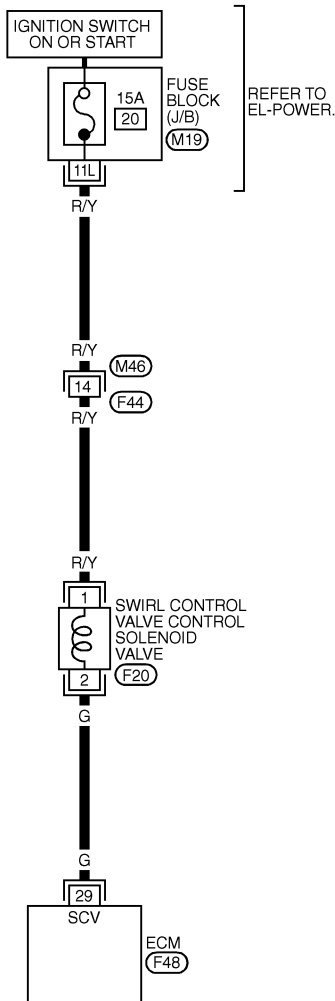 IGNITION SWITCH
ON OR START
FUSE
BLOCK
(J/B)
M19
15A
20
REFER TO
EL-POWER.
11L
R/Y
R/Y
M46
14
F44
R/Y
R/Y
1
SWIRL CONTROL
VALVE CONTROL
SOLENOID
VALVE
F20
2
G
G
29
SCV
ECM
F48